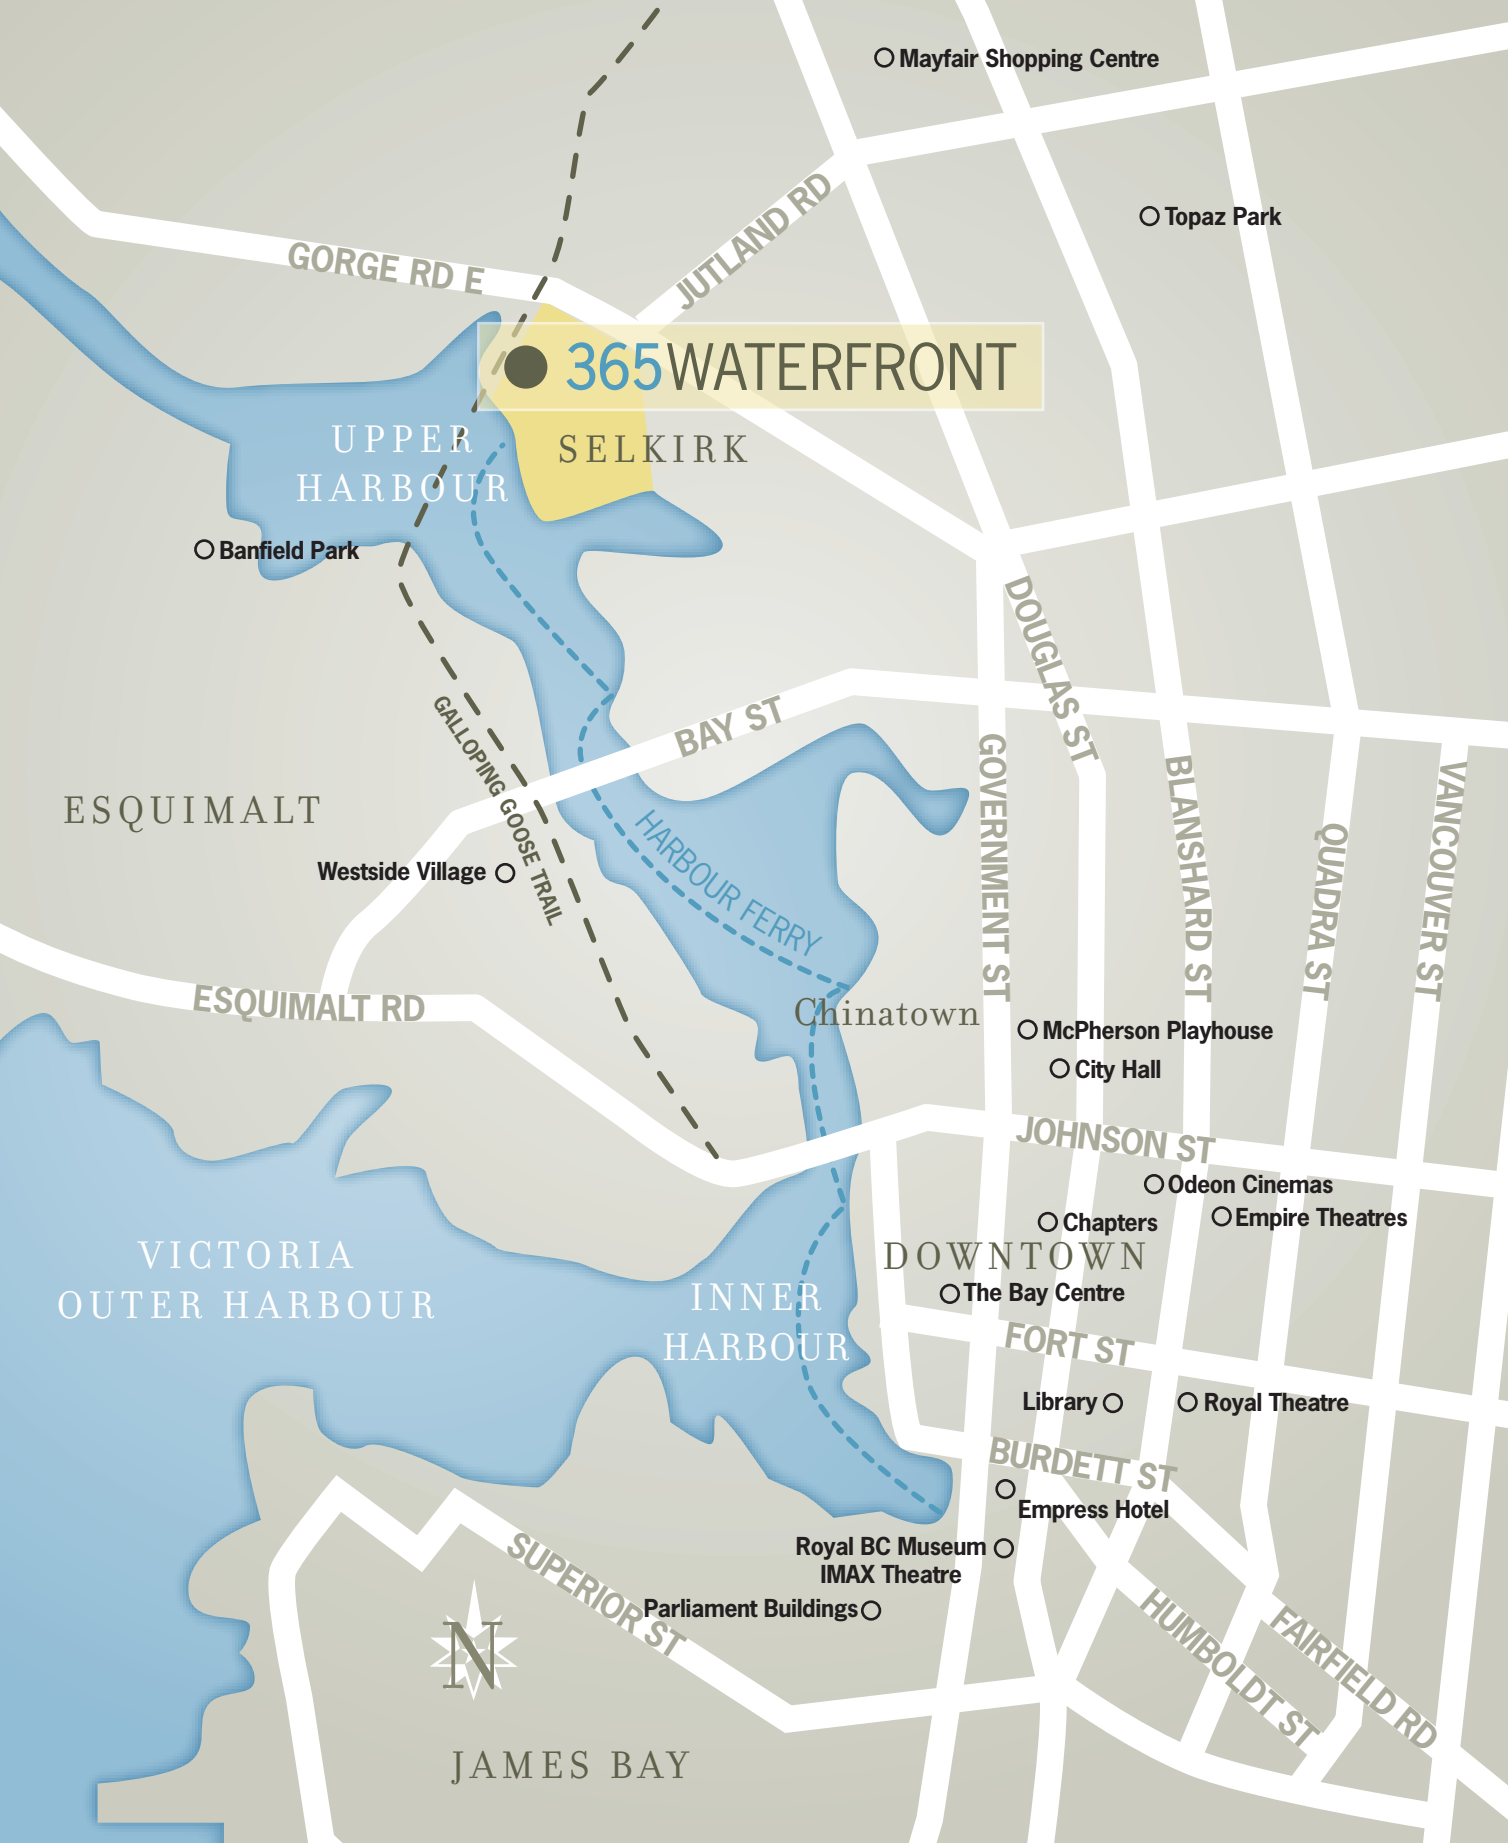 Mayfair Shopping Centre
Topaz Park
JUTLAND RD
GORGE RD E
365WATERFRONT
SELKIRK
UPPER
HARBOUR
Banfield Park
DOUGLAS ST
BAY ST
GALLOPING GOOSE TRAIL
GOVERNMENT ST
BLANSHARD ST
QUADRA ST
VANCOUVER ST
ESQUIMALT
HARBOUR FERRY
Westside Village
ESQUIMALT RD
Chinatown
McPherson Playhouse
City Hall
JOHNSON ST
Odeon Cinemas
Empire Theatres
Chapters
DOWNTOWN
VICTORIA
OUTER HARBOUR
The Bay Centre
INNER
HARBOUR
FORT ST
Library
Royal Theatre
BURDETT ST
Empress Hotel
Royal BC Museum
IMAX Theatre
SUPERIOR ST
Parliament Buildings
HUMBOLDT ST
FAIRFIELD RD
N
JAMES BAY